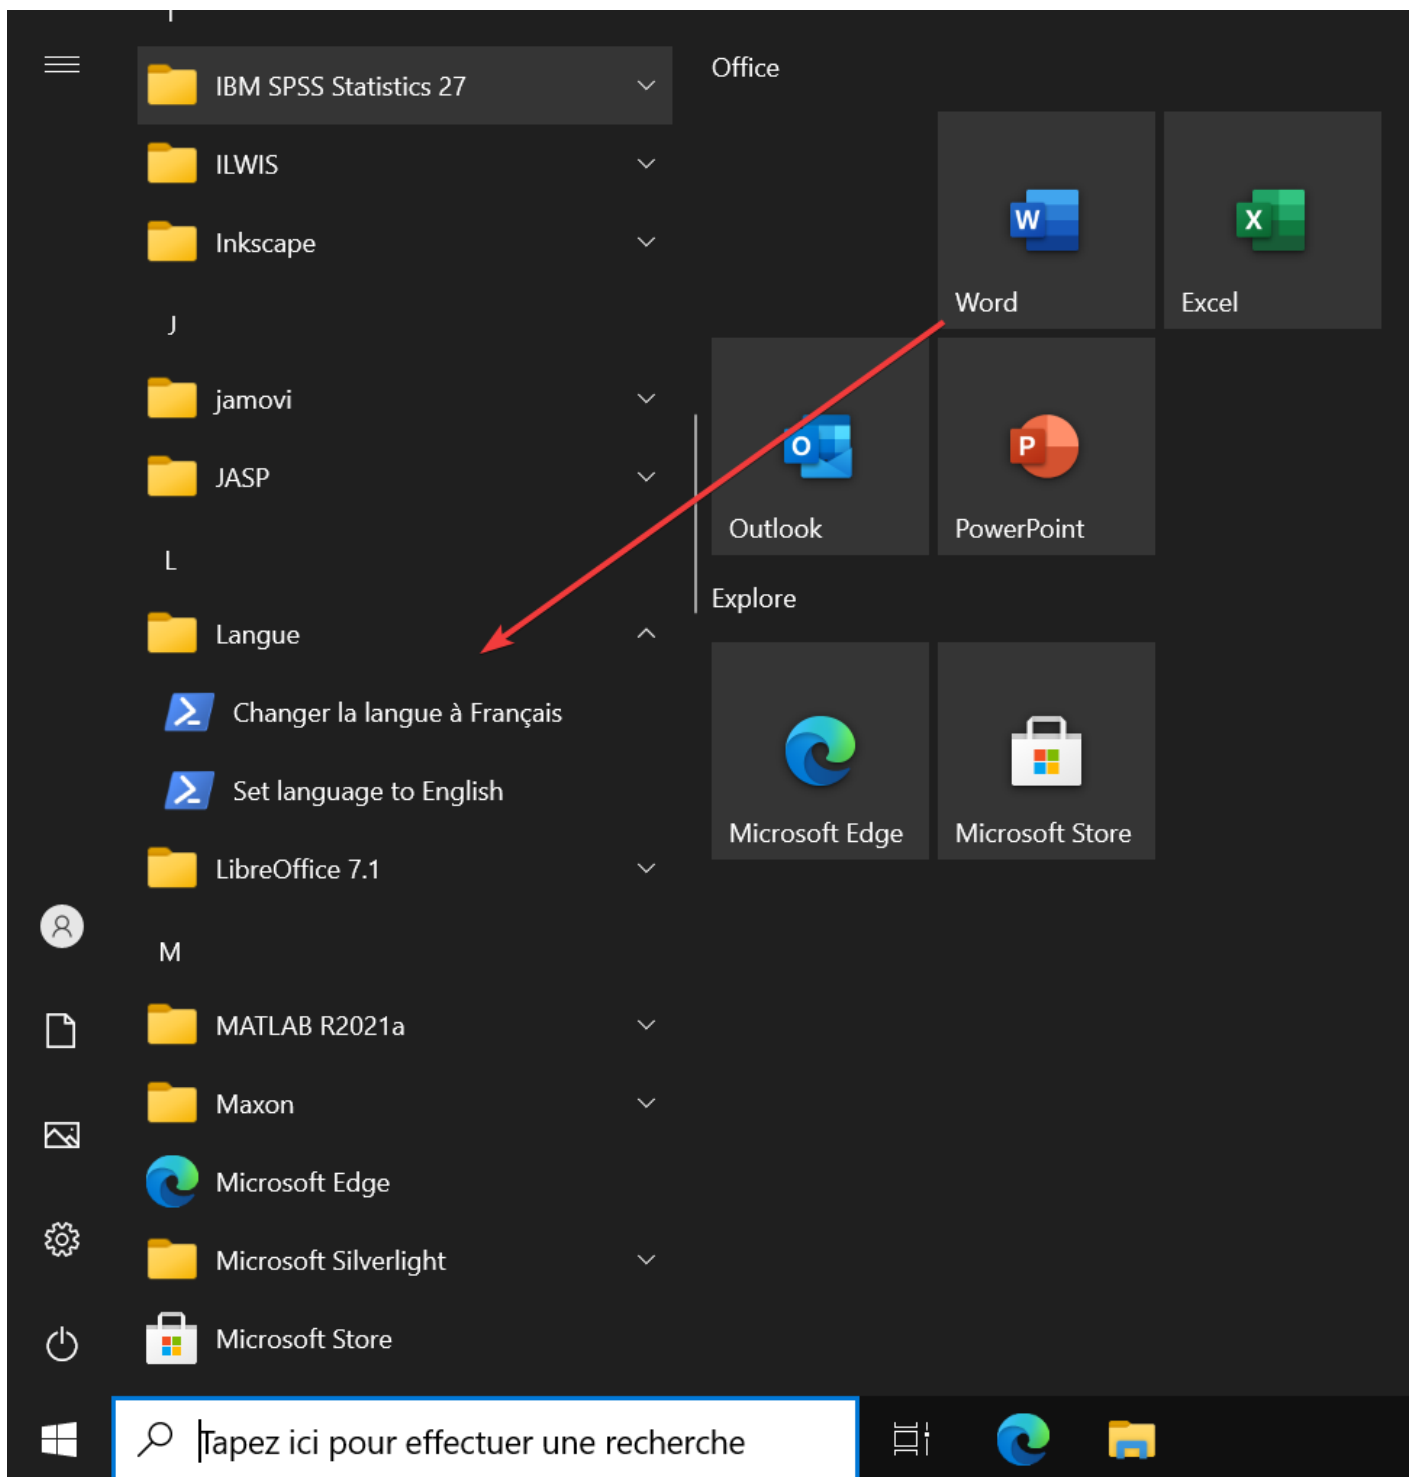 IBM SPSS Statistics 27
ILWIS
Inkscape
J
jamovi
JASP
L
Langue
Changer la langue à Français
Set language to English
LibreOffice 7.1
M
MATLAB R2021a
Maxon
Microsoft Edge
Microsoft Silverlight
Microsoft Store
Office
Word
Excel
Outlook
PowerPoint
Explore
Microsoft Edge
Microsoft Store
Tapez ici pour effectuer une recherche